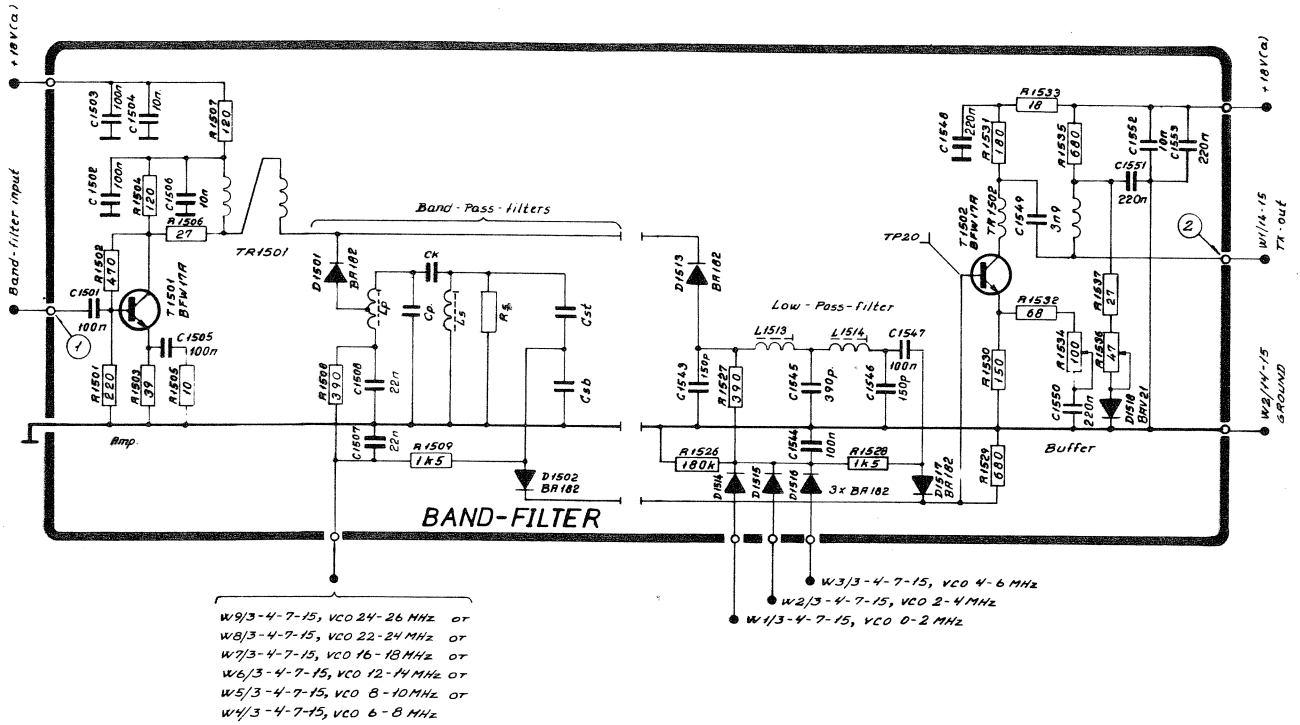 +18V(a)
C1503
100n
C1504
10n.
R1507
120
C1502
100n
R1504
120
C1506
10n
R1506
27
TR1501
R1502
470
Band-filter input
C1501
100n
1
T1501
BFW17A
C1505
100n
R1501
220
R1503
39
R1505
10
Amp.
Band-Pass-filters
D1501
BA182
Lp
Cp.
Ck
Ls
Rs
Cst
Csb
R1508
390
C1508
22n
C1507
22n
R1509
1k5
D1502
BA182
BAND-FILTER
D1513
BA182
Low-Pass-filter
L1513
L1514
C1547
100n
C1543
150p
R1527
390
C1545
390p.
C1546
150p
R1526
180k
C1544
100n
R1528
1k5
D1514
D1515
D1516
3x BA182
D1517
BA182
TP20
C1548
220n
R1531
180
R1533
18
R1535
680
C1552
10n
C1553
220n
C1551
220n
T1502
BFW17A
TR1502
C1549
3n9
2
+18V(a)
W1/14-15
TX-out
R1532
68
R1537
27
R1534
100
R1536
47
R1530
150
C1550
220n
D1518
BAV21
R1529
680
Buffer
W2/14-15
GROUND
W3/3-4-7-15, VCO 4-6 MHz
W2/3-4-7-15, VCO 2-4 MHz
W1/3-4-7-15, VCO 0-2 MHz
W9/3-4-7-15, VCO 24-26 MHz or
W8/3-4-7-15, VCO 22-24 MHz or
W7/3-4-7-15, VCO 16-18 MHz or
W6/3-4-7-15, VCO 12-14 MHz or
W5/3-4-7-15, VCO 8-10 MHz or
W4/3-4-7-15, VCO 6-8 MHz